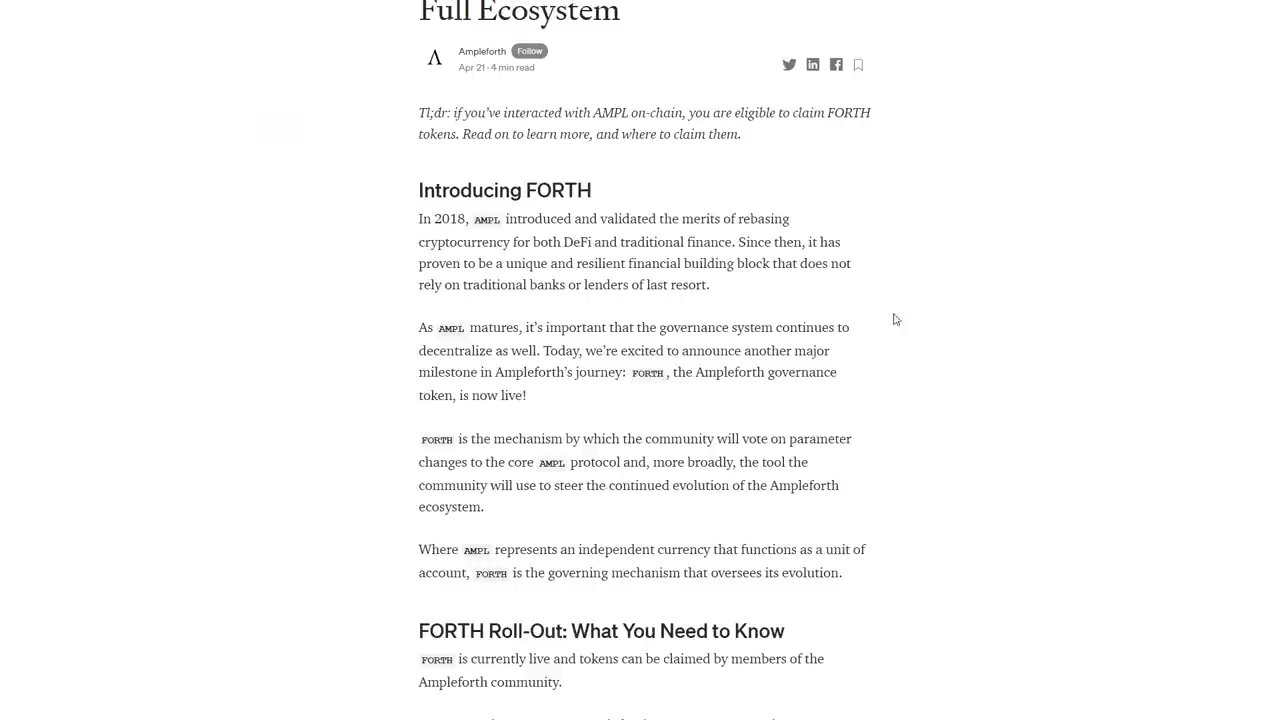 Full Ecosystem
Λ
Ampleforth Follow
Apr 21 · 4 min read
Tl;dr: if you’ve interacted with AMPL on-chain, you are eligible to claim FORTH
tokens. Read on to learn more, and where to claim them.
Introducing FORTH
In 2018, AMPL introduced and validated the merits of rebasing
cryptocurrency for both DeFi and traditional finance. Since then, it has
proven to be a unique and resilient financial building block that does not
rely on traditional banks or lenders of last resort.
As AMPL matures, it’s important that the governance system continues to
decentralize as well. Today, we’re excited to announce another major
milestone in Ampleforth’s journey: FORTH, the Ampleforth governance
token, is now live!
FORTH is the mechanism by which the community will vote on parameter
changes to the core AMPL protocol and, more broadly, the tool the
community will use to steer the continued evolution of the Ampleforth
ecosystem.
Where AMPL represents an independent currency that functions as a unit of
account, FORTH is the governing mechanism that oversees its evolution.
FORTH Roll-Out: What You Need to Know
FORTH is currently live and tokens can be claimed by members of the
Ampleforth community.